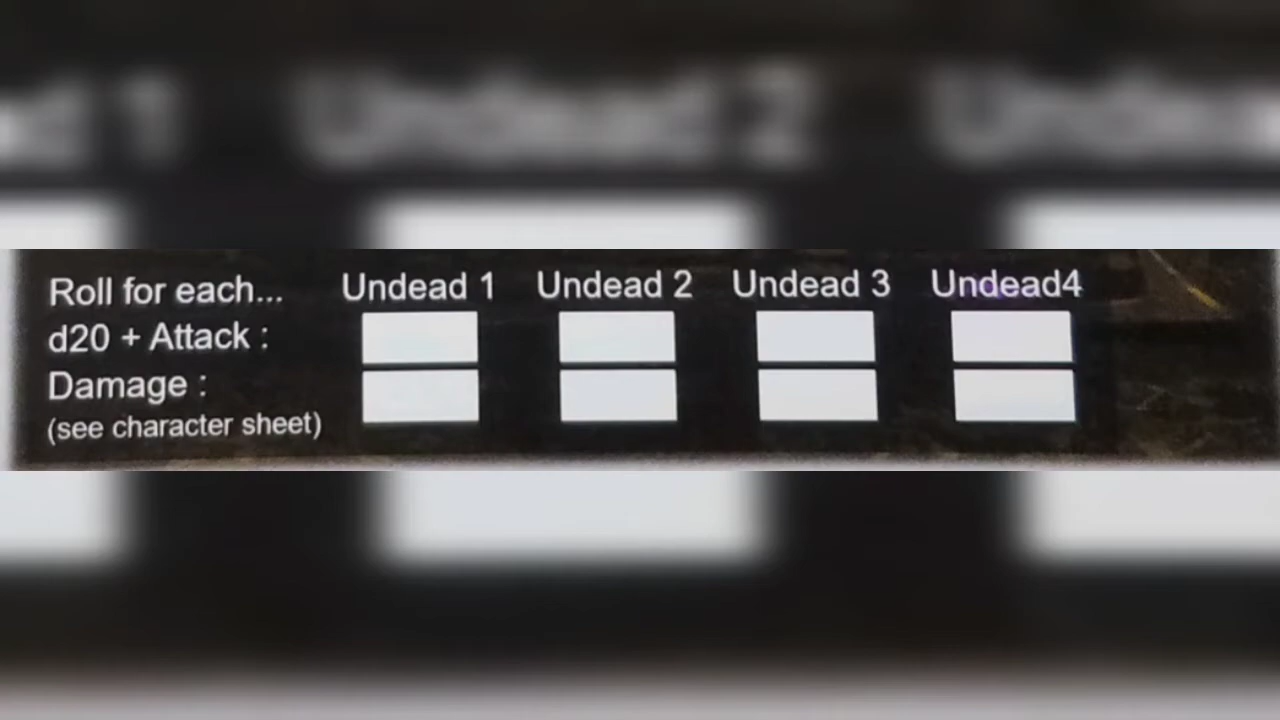 Roll for each... Undead 1 Undead 2 Undead 3 Undead4
d20 + Attack :
Damage :
(see character sheet)